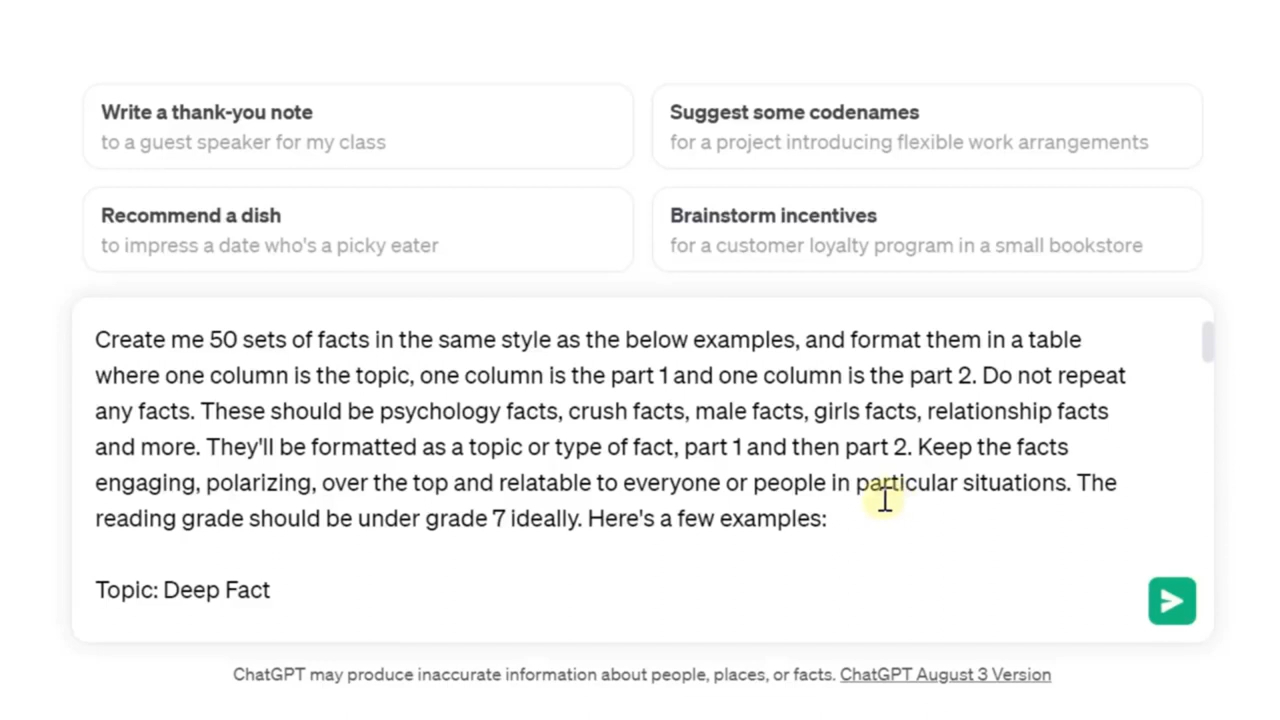 Write a thank-you note
to a guest speaker for my class
Suggest some codenames
for a project introducing flexible work arrangements
Recommend a dish
to impress a date who's a picky eater
Brainstorm incentives
for a customer loyalty program in a small bookstore
Create me 50 sets of facts in the same style as the below examples, and format them in a table
where one column is the topic, one column is the part 1 and one column is the part 2. Do not repeat
any facts. These should be psychology facts, crush facts, male facts, girls facts, relationship facts
and more. They'll be formatted as a topic or type of fact, part 1 and then part 2. Keep the facts
engaging, polarizing, over the top and relatable to everyone or people in particular situations. The
reading grade should be under grade 7 ideally. Here's a few examples:
Topic: Deep Fact
ChatGPT may produce inaccurate information about people, places, or facts. ChatGPT August 3 Version